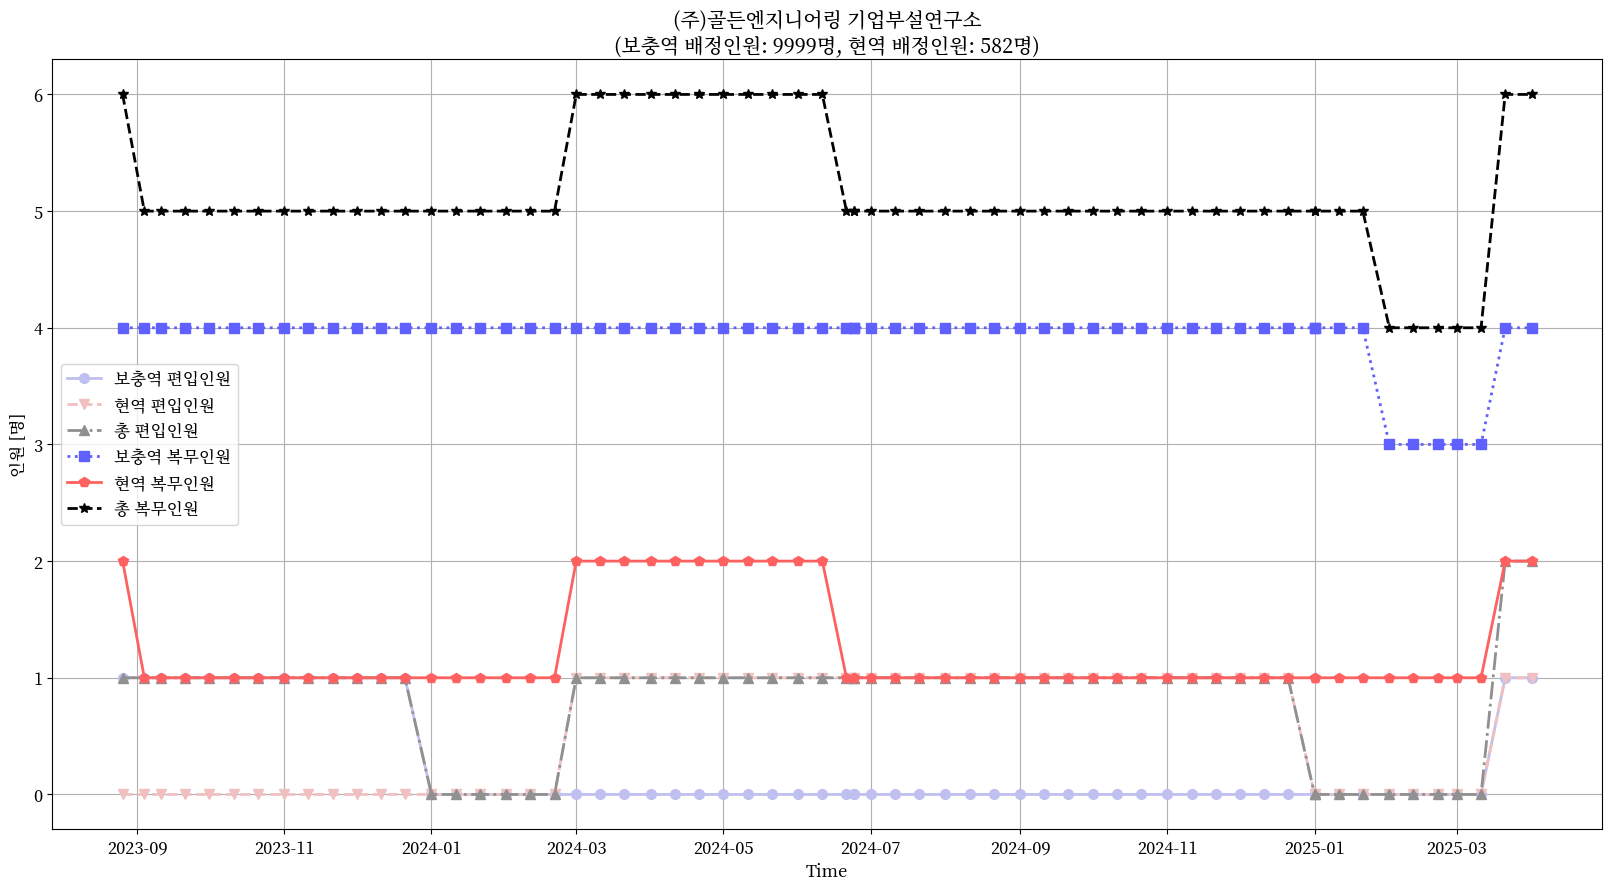 (주)골든엔지니어링 기업부설연구소
(보충역 배정인원: 9999명, 현역 배정인원: 582명)
인원 [명]
6
5
4
3
2
1
0
보충역 편입인원
현역 편입인원
총 편입인원
보충역 복무인원
현역 복무인원
총 복무인원
2023-09 2023-11 2024-01 2024-03 2024-05 2024-07 2024-09 2024-11 2025-01 2025-03
Time